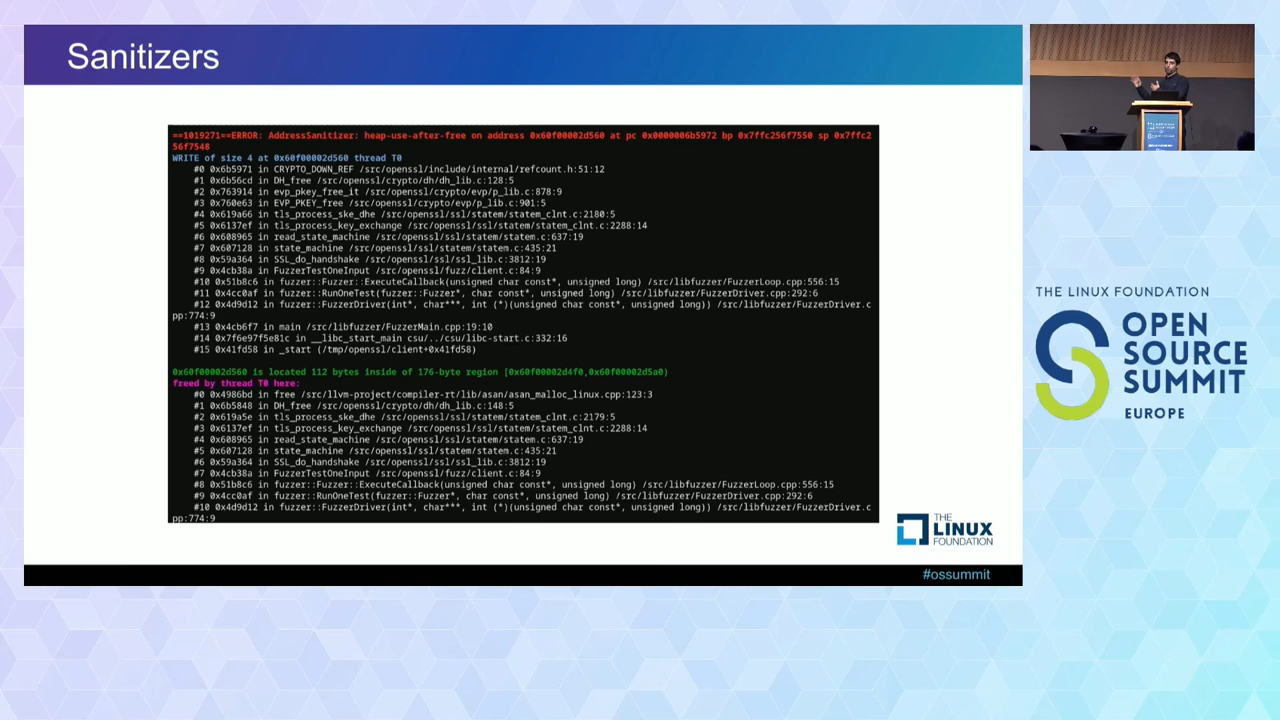 Sanitizers
==1019271==ERROR: AddressSanitizer: heap-use-after-free on address 0x60f00002d560 at pc 0x0000006b5972 bp 0x7ffc256f7550 sp 0x7ffc2
56f7548
WRITE of size 4 at 0x60f00002d560 thread T0
#0 0x6b5971 in CRYPTO_DOWN_REF /src/openssl/include/internal/refcount.h:51:12
#1 0x6b56cd in DH_free /src/openssl/crypto/dh/dh_lib.c:128:5
#2 0x763914 in evp_pkey_free_it /src/openssl/crypto/evp/p_lib.c:878:9
#3 0x760e63 in EVP_PKEY_free /src/openssl/crypto/evp/p_lib.c:901:5
#4 0x619a66 in tls_process_ske_dhe /src/openssl/ssl/statem/statem_clnt.c:2180:5
#5 0x6137ef in tls_process_key_exchange /src/openssl/ssl/statem/statem_clnt.c:2288:14
#6 0x608965 in read_state_machine /src/openssl/ssl/statem/statem.c:637:19
#7 0x607128 in state_machine /src/openssl/ssl/statem/statem.c:435:21
#8 0x59a364 in SSL_do_handshake /src/openssl/ssl/ssl_lib.c:3812:19
#9 0x4cb38a in FuzzerTestOneInput /src/openssl/fuzz/client.c:84:9
#10 0x51b8c6 in fuzzer::Fuzzer::ExecuteCallback(unsigned char const*, unsigned long) /src/libfuzzer/FuzzerLoop.cpp:556:15
#11 0x4cc0af in fuzzer::RunOneTest(fuzzer::Fuzzer*, char const*, unsigned long) /src/libfuzzer/FuzzerDriver.cpp:292:6
#12 0x4d9d12 in fuzzer::FuzzerDriver(int*, char***, int (*)(unsigned char const*, unsigned long)) /src/libfuzzer/FuzzerDriver.c
pp:774:9
#13 0x4cb6f7 in main /src/libfuzzer/FuzzerMain.cpp:19:10
#14 0x7f6e97f5e81c in __libc_start_main csu/../csu/libc-start.c:332:16
#15 0x41fd58 in _start (/tmp/openssl/client+0x41fd58)
0x60f00002d560 is located 112 bytes inside of 176-byte region [0x60f00002d4f0,0x60f00002d5a0)
freed by thread T0 here:
#0 0x4986bd in free /src/llvm-project/compiler-rt/lib/asan/asan_malloc_linux.cpp:123:3
#1 0x6b5848 in DH_free /src/openssl/crypto/dh/dh_lib.c:148:5
#2 0x619a5e in tls_process_ske_dhe /src/openssl/ssl/statem/statem_clnt.c:2179:5
#3 0x6137ef in tls_process_key_exchange /src/openssl/ssl/statem/statem_clnt.c:2288:14
#4 0x608965 in read_state_machine /src/openssl/ssl/statem/statem.c:637:19
#5 0x607128 in state_machine /src/openssl/ssl/statem/statem.c:435:21
#6 0x59a364 in SSL_do_handshake /src/openssl/ssl/ssl_lib.c:3812:19
#7 0x4cb38a in FuzzerTestOneInput /src/openssl/fuzz/client.c:84:9
#8 0x51b8c6 in fuzzer::Fuzzer::ExecuteCallback(unsigned char const*, unsigned long) /src/libfuzzer/FuzzerLoop.cpp:556:15
#9 0x4cc0af in fuzzer::RunOneTest(fuzzer::Fuzzer*, char const*, unsigned long) /src/libfuzzer/FuzzerDriver.cpp:292:6
#10 0x4d9d12 in fuzzer::FuzzerDriver(int*, char***, int (*)(unsigned char const*, unsigned long)) /src/libfuzzer/FuzzerDriver.c
pp:774:9
THE
LINUX
FOUNDATION
#ossummit
THE LINUX FOUNDATION
OPEN
SOURCE
SUMMIT
EUROPE